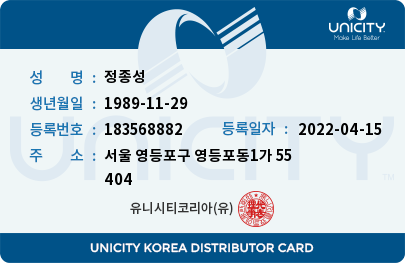 UNICITY
Make Life Better
성 명 : 정종성
생년월일 : 1989-11-29
등록번호 : 183568882 등록일자 : 2022-04-15
주 소 : 서울 영등포구 영등포동1가 55
404
UNICITY
유니시티코리아(유)
UNICITY KOREA DISTRIBUTOR CARD